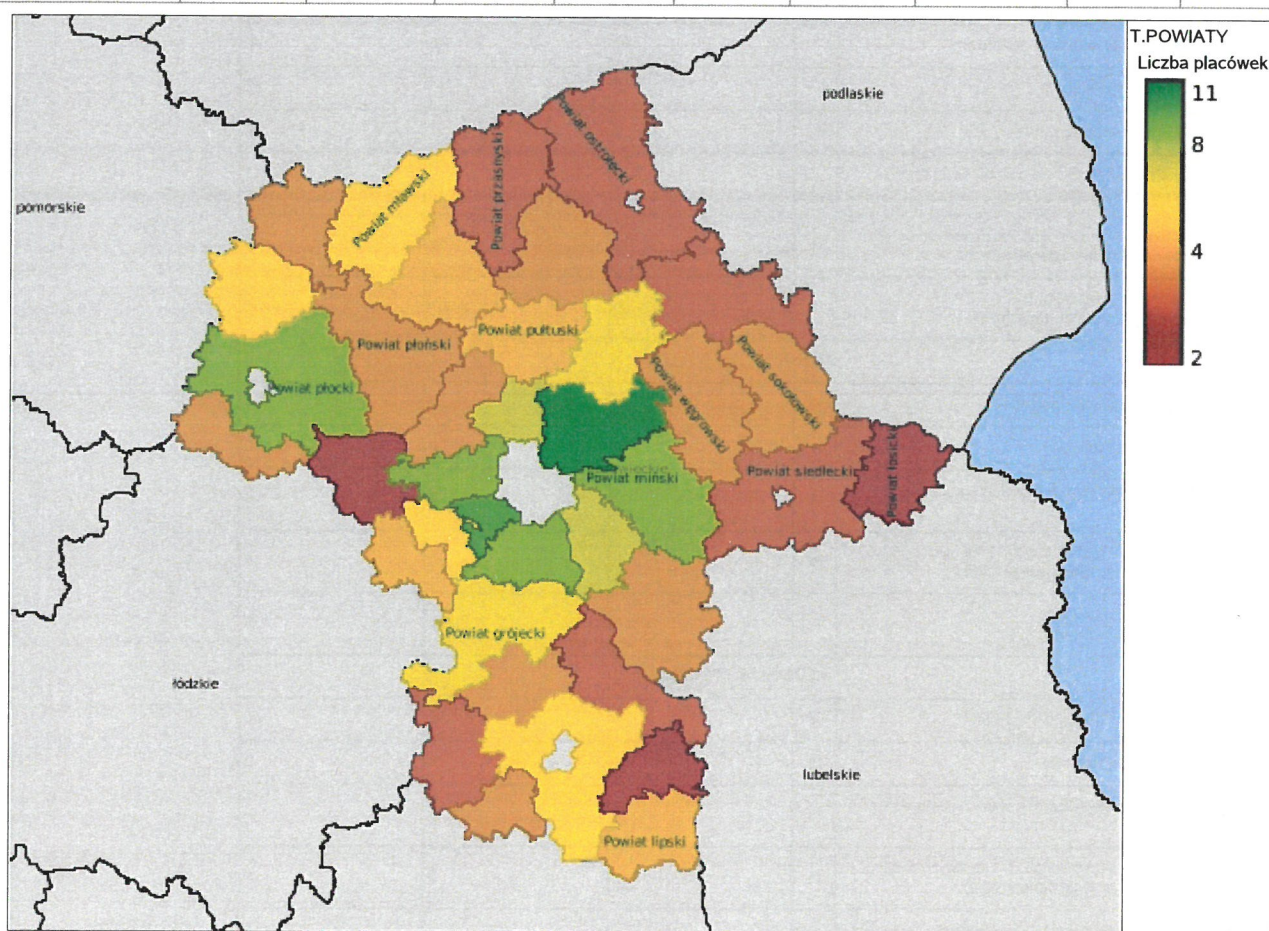 T.POWIATY
Liczba placówek
11
8
4
2
podlaskie
pomorskie
Powiat ostrołęcki
Powiat przasnyski
Powiat mławski
Powiat pułtuski
Powiat płoński
Powiat płocki
Powiat węgrowski
Powiat sokołowski
Powiat miński
Powiat siedlecki
Powiat łosicki
Powiat grójecki
łódzkie
lubelskie
Powiat lipski